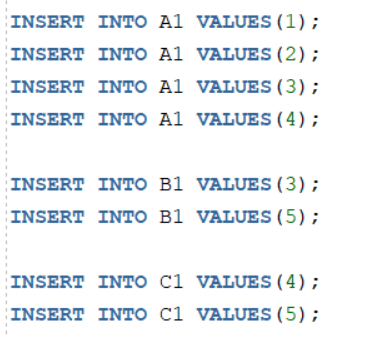 INSERT INTO A1 VALUES(1);
INSERT INTO A1 VALUES(2);
INSERT INTO A1 VALUES(3);
INSERT INTO A1 VALUES(4);
INSERT INTO B1 VALUES(3);
INSERT INTO B1 VALUES(5);
INSERT INTO C1 VALUES(4);
INSERT INTO C1 VALUES(5);